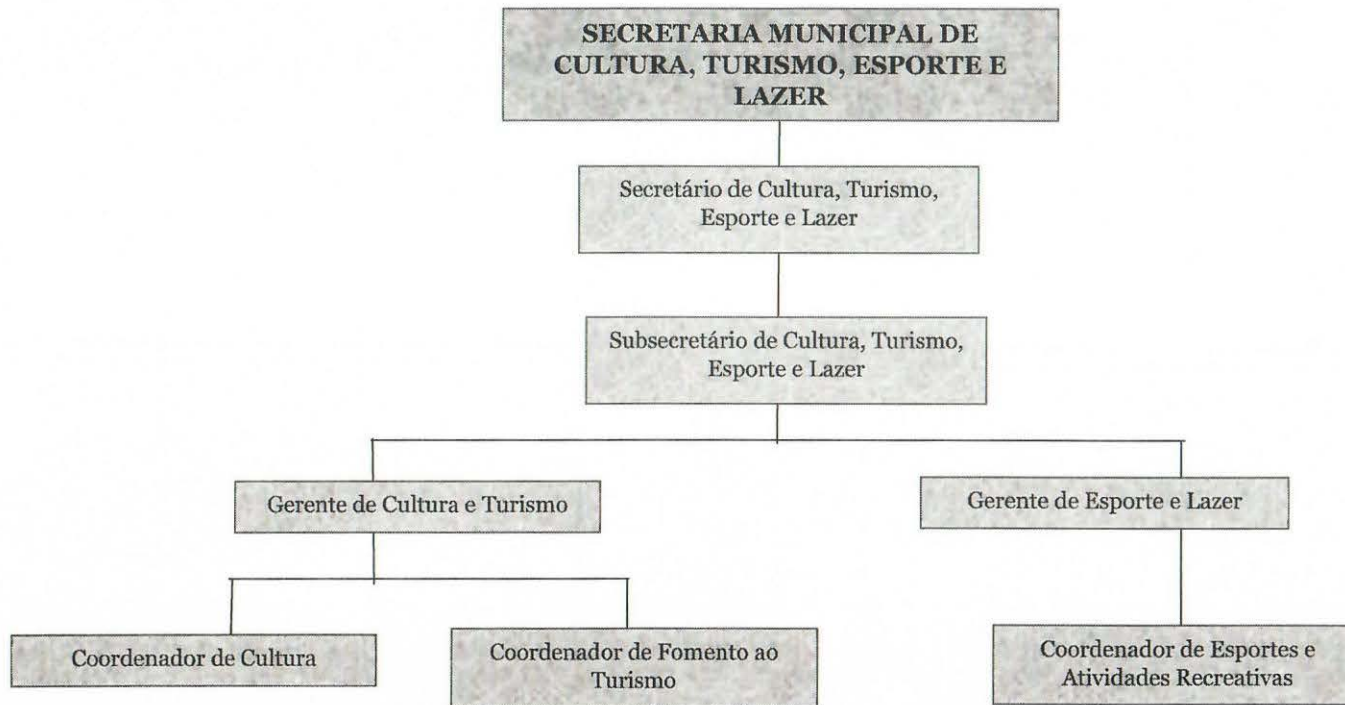 SECRETARIA MUNICIPAL DE
CULTURA, TURISMO, ESPORTE E
LAZER
Secretário de Cultura, Turismo,
Esporte e Lazer
Subsecretário de Cultura, Turismo,
Esporte e Lazer
Gerente de Cultura e Turismo
Gerente de Esporte e Lazer
Coordenador de Cultura
Coordenador de Fomento ao
Turismo
Coordenador de Esportes e
Atividades Recreativas